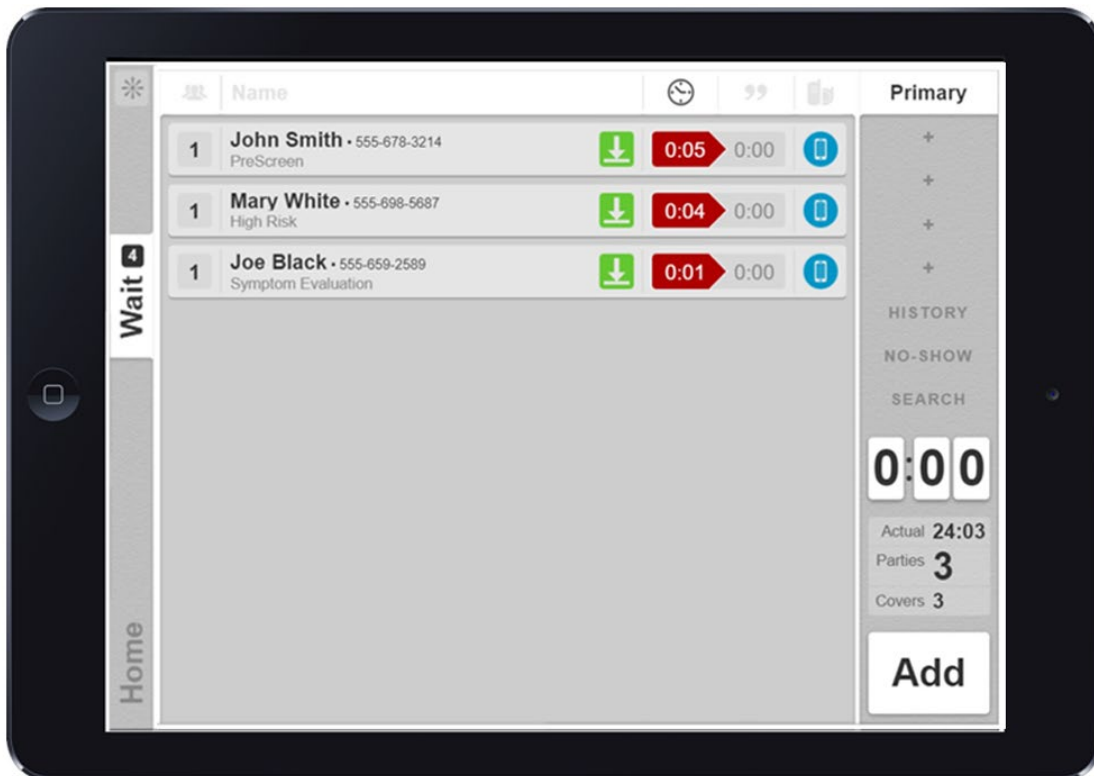 Name
Primary
1 John Smith • 555-678-3214 0:05 0:00
PreScreen
1 Mary White • 555-698-5687 0:04 0:00
High Risk
1 Joe Black • 555-659-2589 0:01 0:00
Symptom Evaluation
Wait 4
Home
+
+
+
+
HISTORY
NO-SHOW
SEARCH
0:00
Actual 24:03
Parties 3
Covers 3
Add